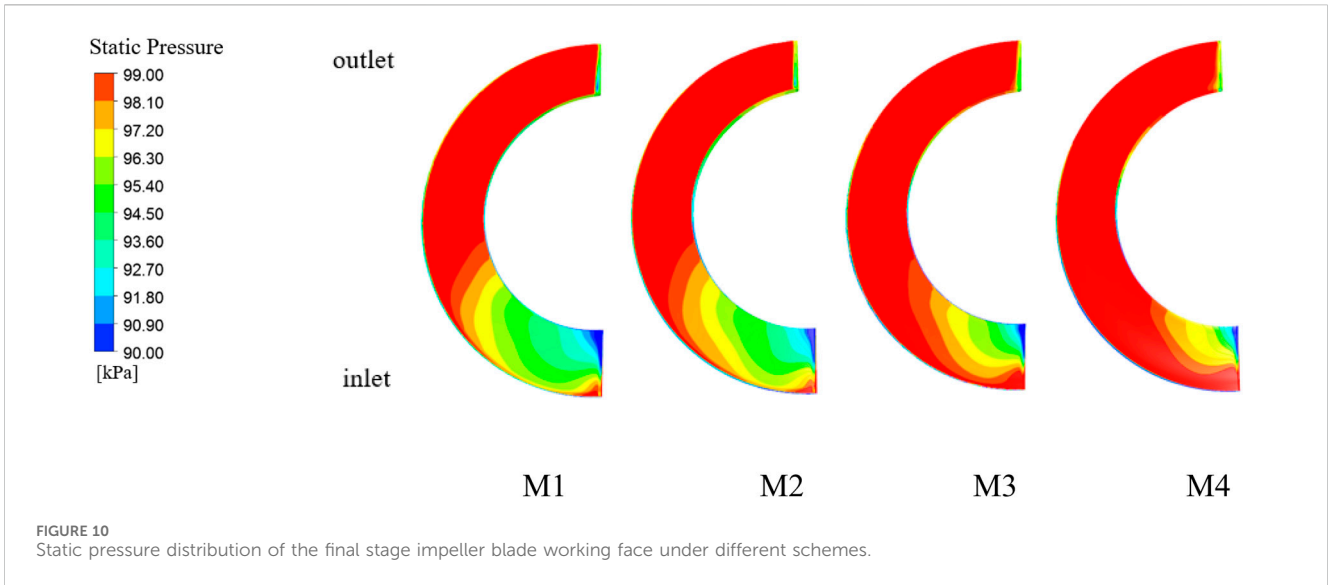 Static Pressure
99.00
98.10
97.20
96.30
95.40
94.50
93.60
92.70
91.80
90.90
90.00
[kPa]
outlet
inlet
M1
M2
M3
M4
FIGURE 10
Static pressure distribution of the final stage impeller blade working face under different schemes.